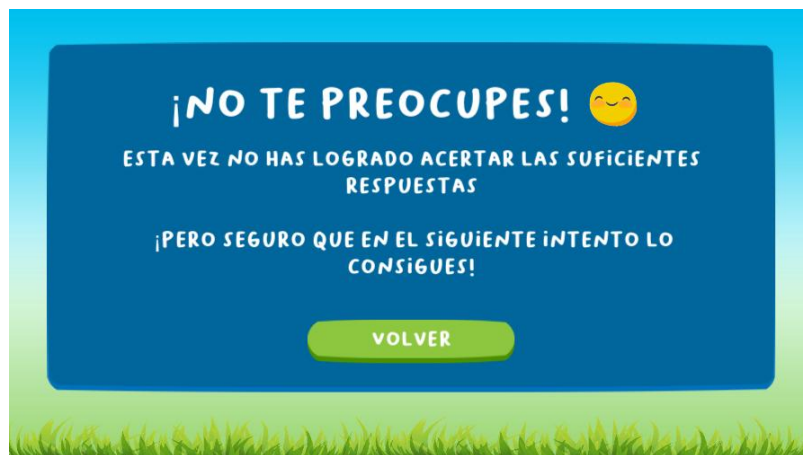 ¡NO TE PREOCUPES!
ESTA VEZ NO HAS LOGRADO ACERTAR LAS SUFICIENTES
RESPUESTAS
¡PERO SEGURO QUE EN EL SIGUIENTE INTENTO LO
CONSIGUES!
VOLVER